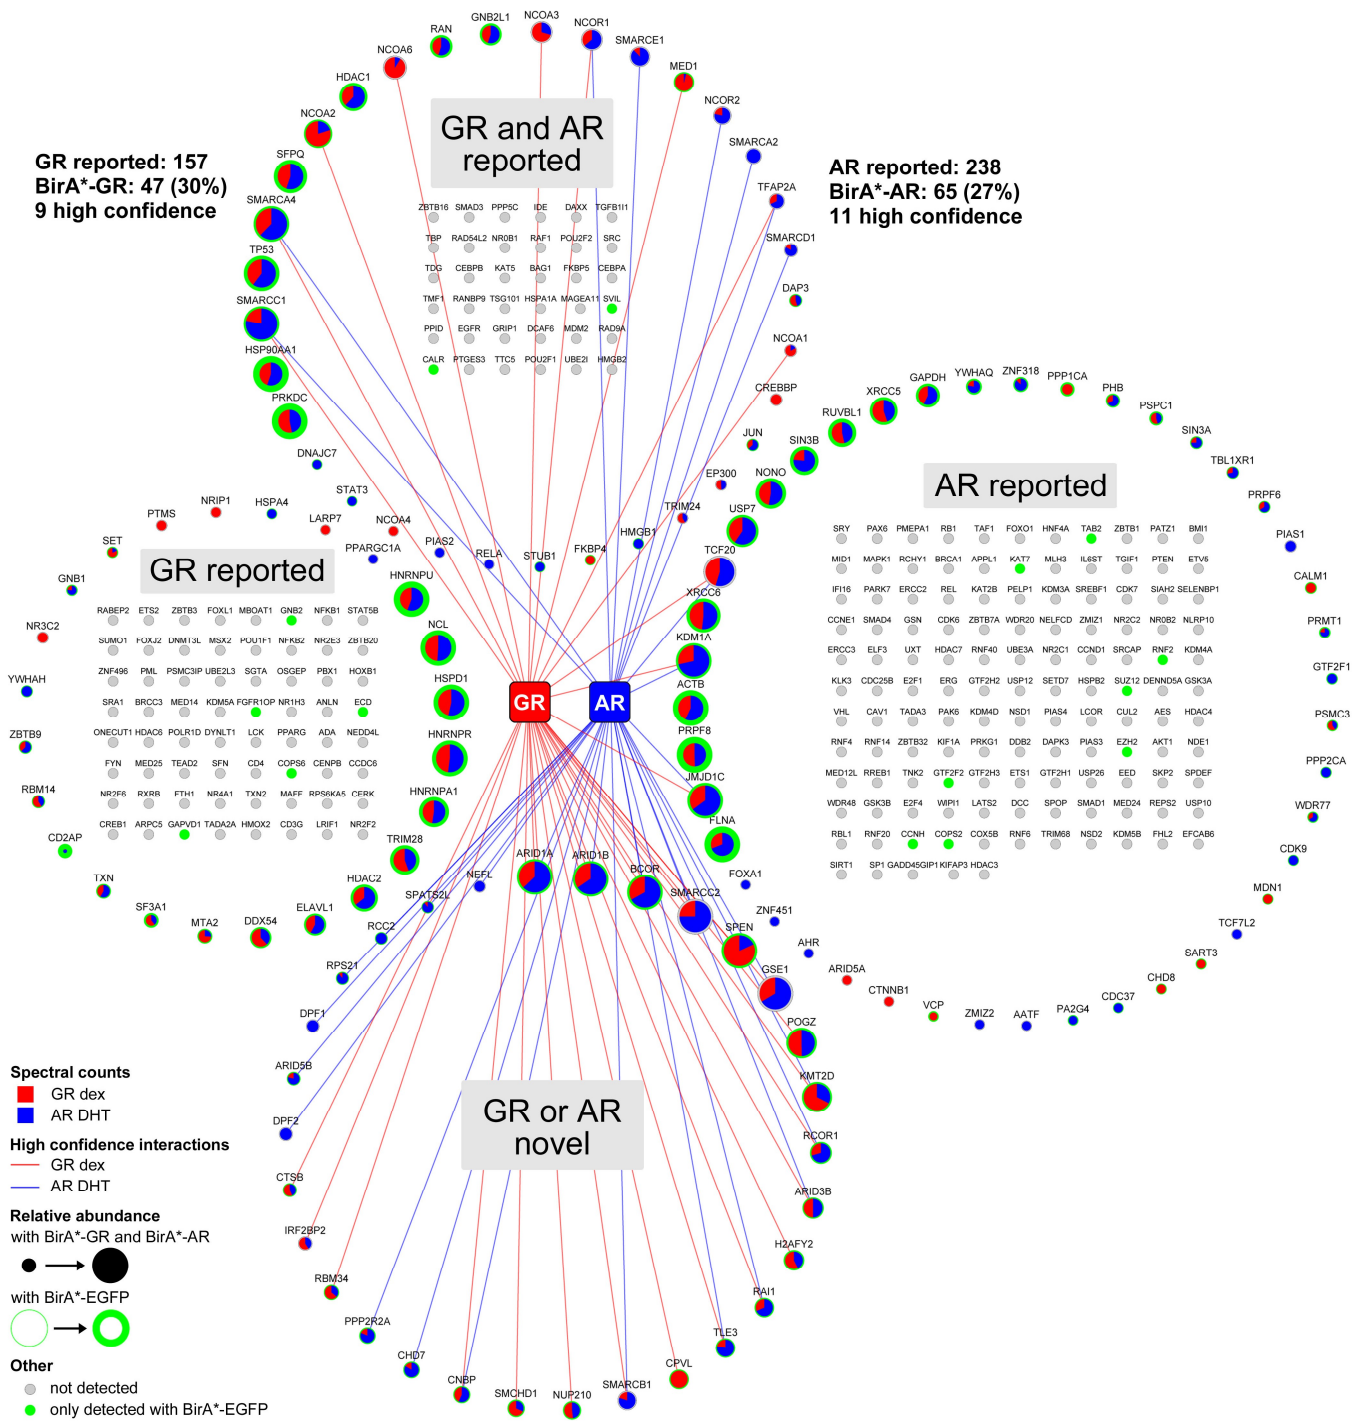 GNB2L1
NCOA3
NCOR1
RAN
SMARCE1
NCOA6
MED1
HDAC1
NCOR2
NCOA2
GR and AR
reported
SMARCA2
SFPQ
TFAP2A
SMARCA4
SMARCD1
TP53
DAP3
SMARCC1
NCOA1
HSP90AA1
CREBBP
PRKDC
JUN
DNAJC7
EP300
STAT3
TRIM24
HMGB1
FKBP4
STUB1
RELA
PIAS2
PPARGC1A
GR reported: 157
BirA*-GR: 47 (30%)
9 high confidence
AR reported: 238
BirA*-AR: 65 (27%)
11 high confidence
ZBTB16 SMAD3 PPP5C IDE DAXX TGFB1I1
TBP RAD54L2 NR0B1 RAF1 POU2F2 SRC
TDG CEBPB KAT5 BAG1 FKBP5 CEBPA
TMF1 RANBP9 TSG101 HSPA1A MAGEA11 SVIL
PPID EGFR GRIP1 DCAF6 MDM2 RAD9A
CALR PTGES3 TTC5 POU2F1 UBE2I HMGB2
NCOA4
LARP7
HSPA4
NRIP1
PTMS
SET
GNB1
NR3C2
YWHAH
ZBTB9
RBM14
CD2AP
TXN
SF3A1
MTA2
DDX54
ELAVL1
HDAC2
TRIM28
HNRNPA1
HNRNPR
HSPD1
NCL
HNRNPU
GR reported
RABEP2 ETS2 ZBTB3 FOXL1 MBOAT1 GNB2 NFKB1 STAT5B
SUMO1 FOXJ2 DNMT3L MSX2 POU1F1 NFKB2 NR2E3 ZBTB20
ZNF496 PML PSMC3IP UBE2L3 SGTA OSGEP PBX1 HOXB1
SRA1 BRCC3 MED14 KDM5A FGFR1OP NR1H3 ANLN ECD
ONECUT1 HDAC6 POLR1D DYNLT1 LCK PPARG ADA NEDD4L
FYN MED25 TEAD2 SFN CD4 COPS6 CENPB CCDC6
NR2F6 RXRB FTH1 NR4A1 TXN2 MAFF RPS6KA5 CERK
CREB1 ARPC5 GAPVD1 TADA2A HMOX2 CD3G LRIF1 NR2F2
GR
AR
SIN3B
RUVBL1
XRCC5
GAPDH
YWHAQ
ZNF318
PPP1CA
PHB
PSPC1
SIN3A
TBL1XR1
PRPF6
PIAS1
CALM1
PRMT1
GTF2F1
PSMC3
PPP2CA
WDR77
CDK9
MDN1
TCF7L2
SART3
CHD8
CDC37
PA2G4
AATF
ZMIZ2
VCP
CTNNB1
ARID5A
AHR
ZNF451
FOXA1
FLNA
JMJD1C
PRPF8
ACTB
KDM1A
XRCC6
TCF20
USP7
NONO
AR reported
SRY PAX6 PMEPA1 RB1 TAF1 FOXO1 HNF4A TAB2 ZBTB1 PATZ1 BMI1
MID1 MAPK1 RCHY1 BRCA1 APPL1 KAT7 MLH3 IL6ST TGIF1 PTEN ETV5
IFI16 PARK7 ERCC2 REL KAT2B PELP1 KDM3A SREBF1 CDK7 SIAH2 SELENBP1
CCNE1 SMAD4 GSN CDK6 ZBTB7A WDR20 NELFCD ZMIZ1 NR2C2 NR0B2 NLRP10
ERCC3 ELF3 UXT HDAC7 RNF40 UBE3A NR2C1 CCND1 SRCAP RNF2 KDM4A
KLK3 CDC25B E2F1 ERG GTF2H2 USP12 SETD7 HSPB2 SUZ12 DENND5A GSK3A
VHL CAV1 TADA3 PAK6 KDM4D NSD1 PIAS4 LCOR CUL2 AES HDAC4
RNF4 RNF14 ZBTB32 KIF1A PRKG1 DDB2 DAPK3 PIAS3 EZH2 AKT1 NDE1
MED12L RREB1 TNK2 GTF2F2 GTF2H3 ETS1 GTF2H1 USP26 EED SKP2 SPDEF
WDR48 GSK3B E2F4 WIPI1 LATS2 DCC SPOP SMAD1 MED24 REPS2 USP10
RBL1 RNF20 CCNH COPS2 COX5B RNF6 TRIM68 NSD2 KDM5B FHL2 EFCAB6
SIRT1 SP1 GADD45GIP1 KIFAP3 HDAC3
NEFL
SPATS2L
RCC2
RPS21
DPF1
ARID5B
DPF2
CTSB
IRF2BP2
RBM34
PPP2R2A
CHD7
CNBP
SMCHD1
NUP210
SMARCB1
CPVL
TLE3
RAI1
H2AFY2
ARID3B
RCOR1
KMT2D
POGZ
GSE1
SPEN
SMARCC2
BCOR
ARID1B
ARID1A
GR or AR
novel
Spectral counts
GR dex
AR DHT
High confidence interactions
GR dex
AR DHT
Relative abundance
with BirA*-GR and BirA*-AR
with BirA*-EGFP
Other
not detected
only detected with BirA*-EGFP